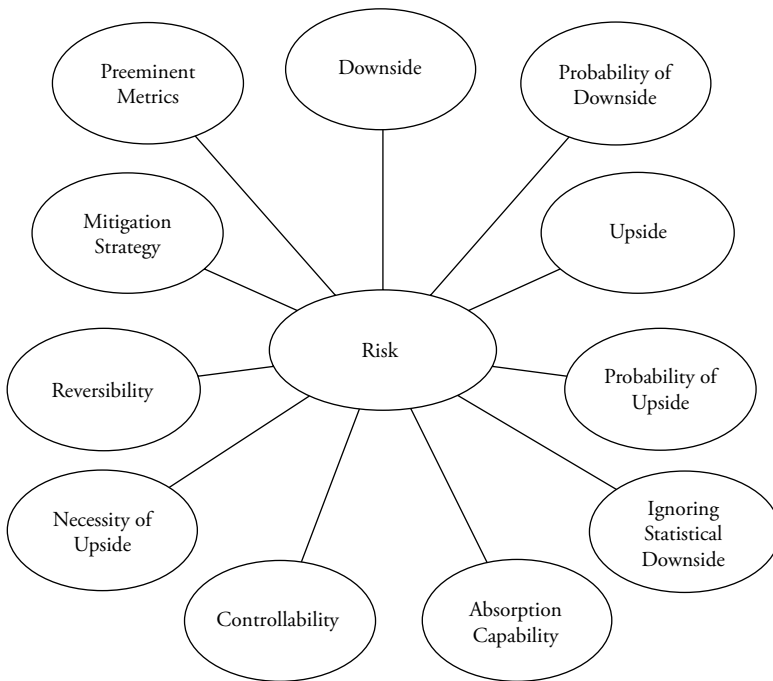 Preeminent
Metrics
Downside
Probability of
Downside
Mitigation
Strategy
Upside
Risk
Reversibility
Probability of
Upside
Necessity of
Upside
Ignoring
Statistical
Downside
Controllability
Absorption
Capability